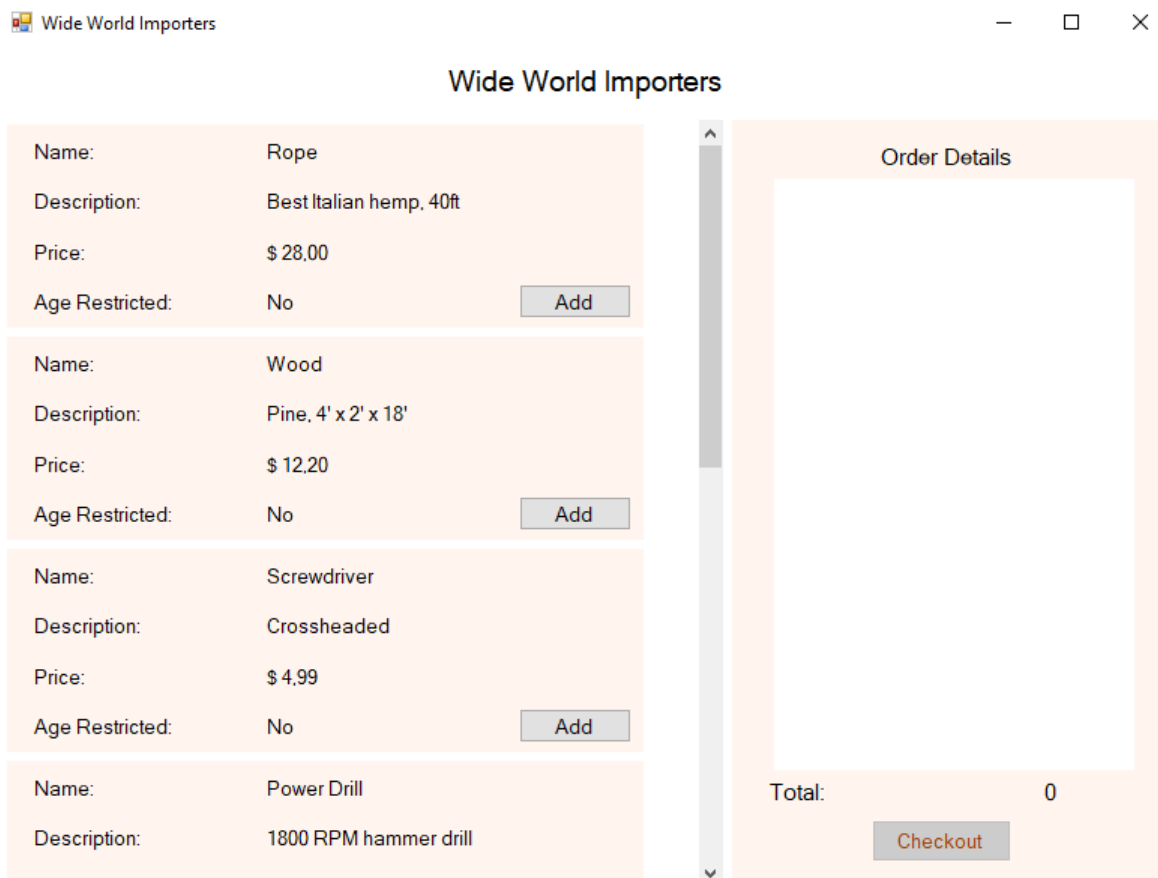 Wide World Importers
Wide World Importers
Name: Rope
Description: Best Italian hemp, 40ft
Price: $ 28,00
Age Restricted: No Add
Name: Wood
Description: Pine, 4' x 2' x 18'
Price: $ 12,20
Age Restricted: No Add
Name: Screwdriver
Description: Crossheaded
Price: $ 4,99
Age Restricted: No Add
Name: Power Drill
Description: 1800 RPM hammer drill
Order Details
Total: 0
Checkout